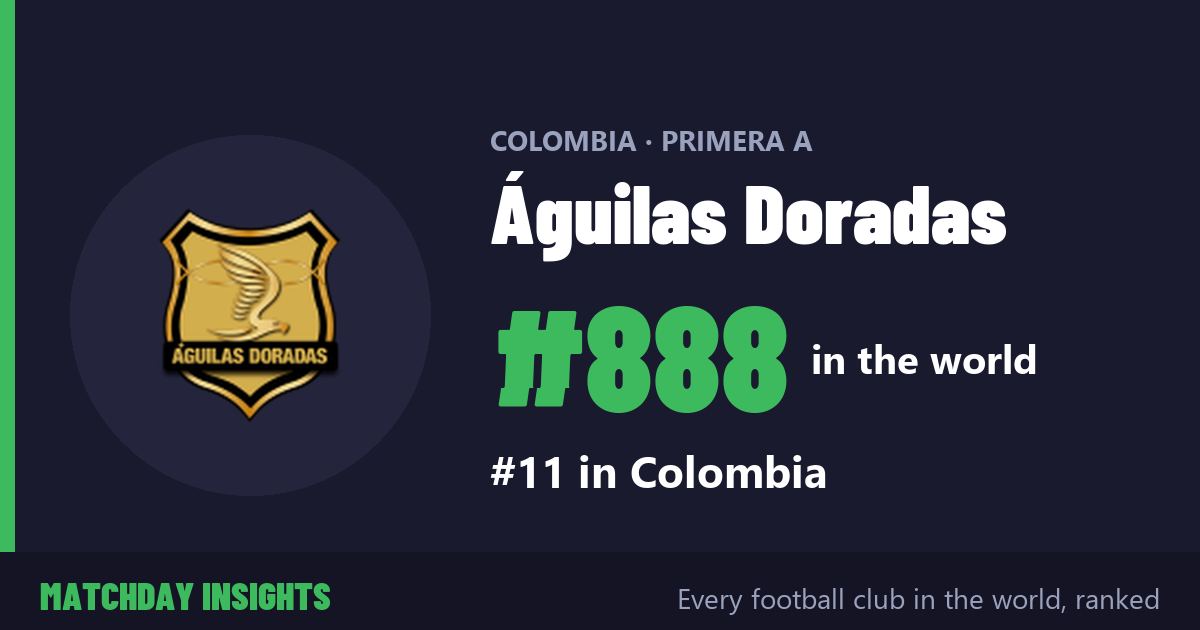 COLOMBIA · PRIMERA A
Águilas Doradas
ÁGUILAS DORADAS
#888 in the world
#11 in Colombia
MATCHDAY INSIGHTS
Every football club in the world, ranked